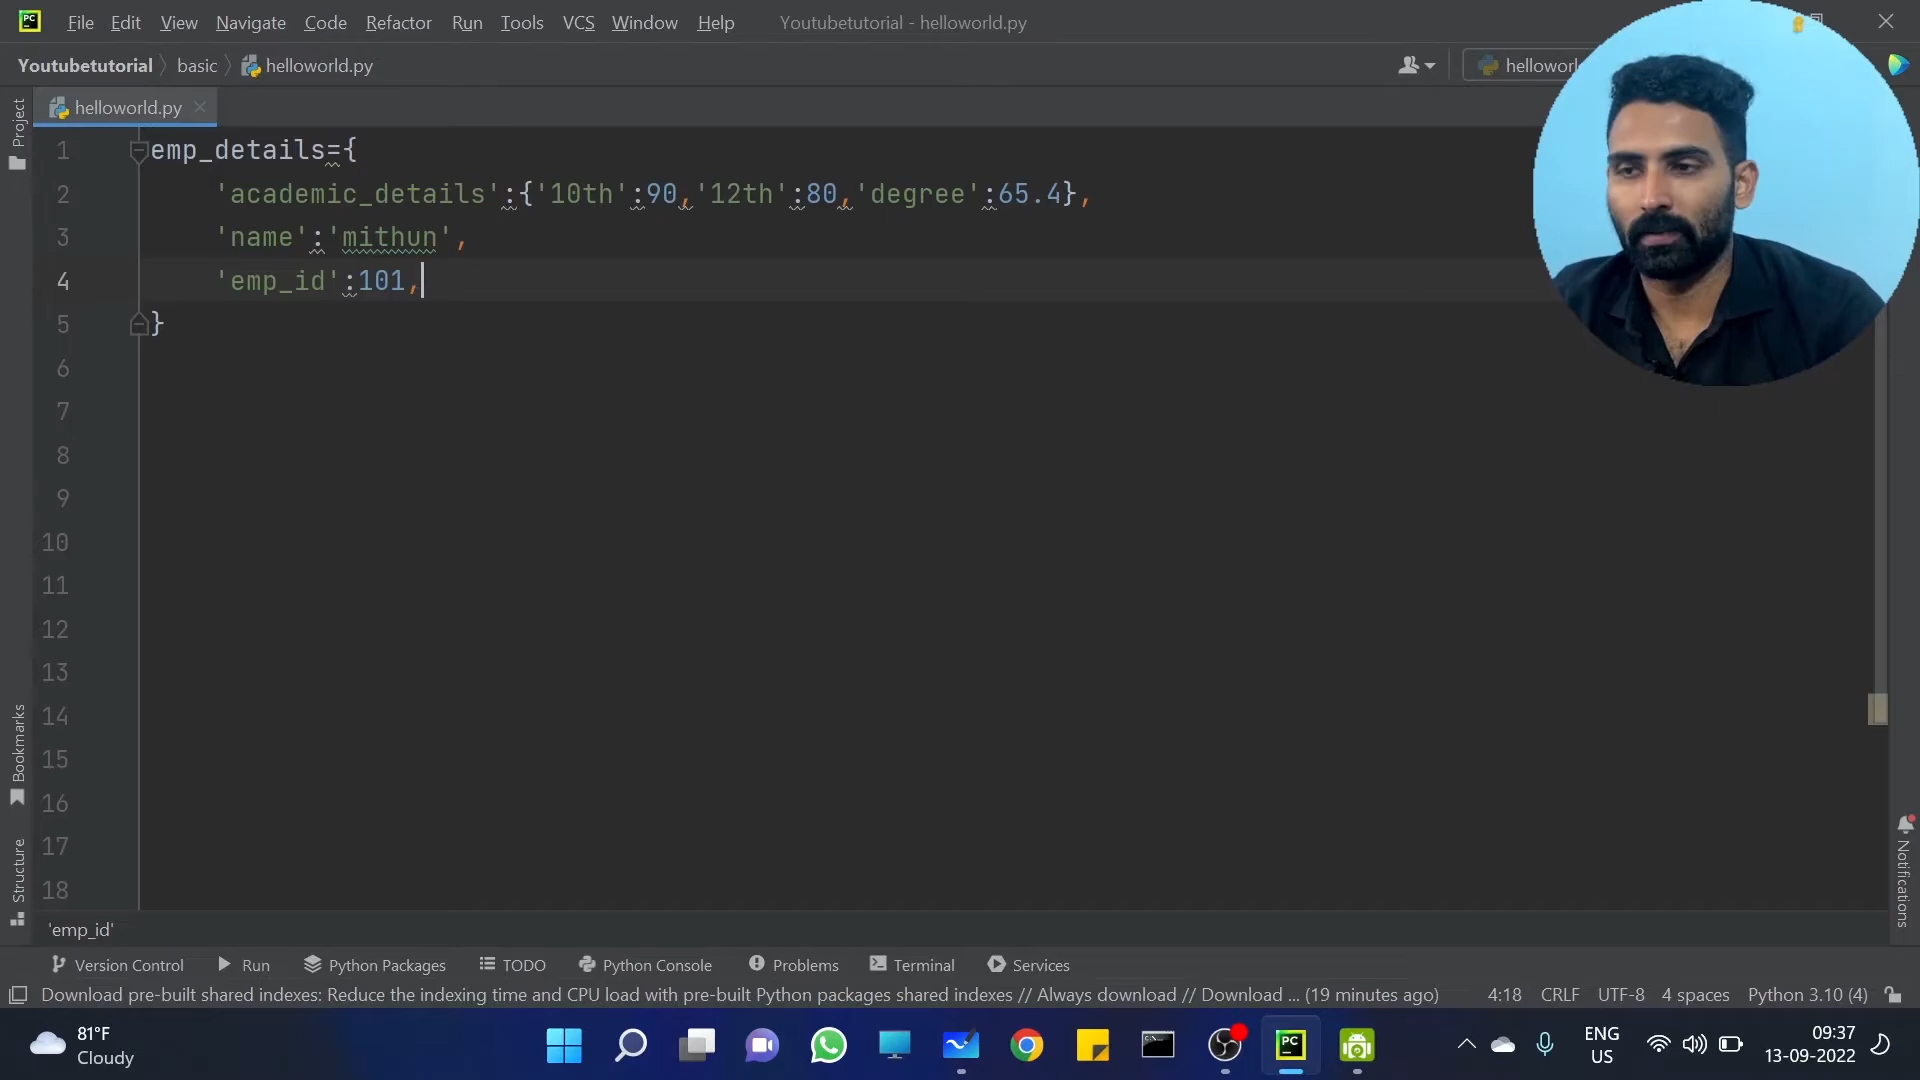 PC File Edit View Navigate Code Refactor Run Tools VCS Window Help Youtubetutorial - helloworld.py
Youtubetutorial basic helloworld.py
helloworl
helloworld.py
Project
1 emp_details={
2 'academic_details':{'10th':90,'12th':80,'degree':65.4},
3 'name':'mithun',
4 'emp_id':101,
5 }
6
7
8
9
10
11
12
13
14
15
16
17
18
Bookmarks
Structure
Notifications
'emp_id'
Version Control Run Python Packages TODO Python Console Problems Terminal Services
Download pre-built shared indexes: Reduce the indexing time and CPU load with pre-built Python packages shared indexes // Always download // Download ... (19 minutes ago) 4:18 CRLF UTF-8 4 spaces Python 3.10 (4)
81°F
Cloudy
PC
ENG
US
09:37
13-09-2022